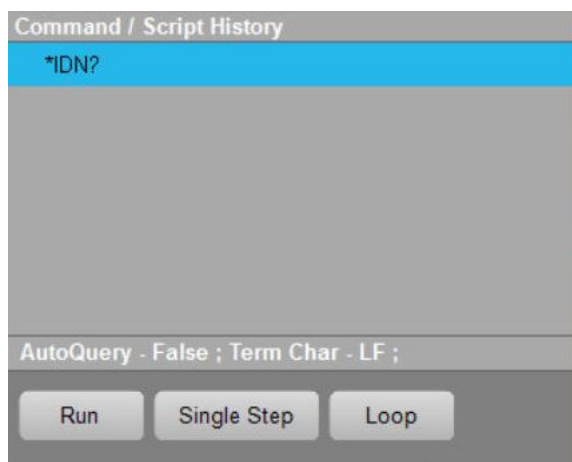 Command / Script History
*IDN?
AutoQuery - False ; Term Char - LF ;
Run Single Step Loop